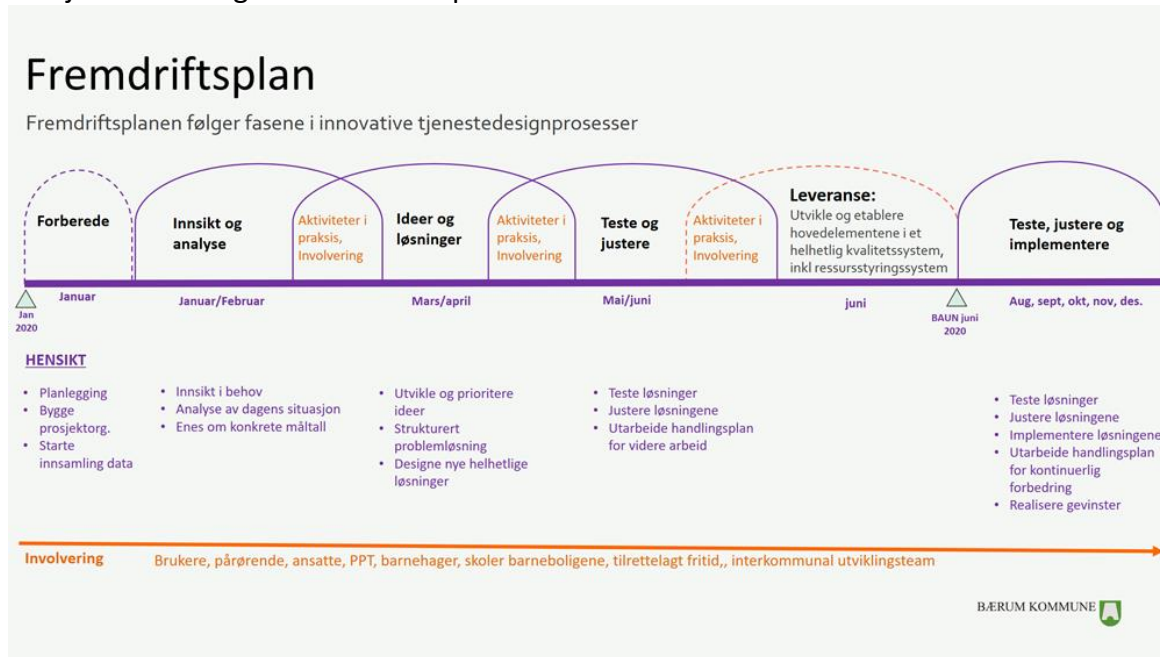 Fremdriftsplan
Fremdriftsplanen følger fasene i innovative tjenestedesignprosesser
Forberede
Innsikt og
analyse
Aktiviteter i
praksis,
Involvering
Ideer og
løsninger
Aktiviteter i
praksis,
Involvering
Teste og
justere
Aktiviteter i
praksis,
Involvering
Leveranse:
Utvikle og etablere
hovedelementene i et
helhetlig kvalitetssystem,
inkl ressursstyringssystem
Teste, justere og
implementere
Januar
Januar/Februar
Mars/april
Mai/juni
juni
Aug, sept, okt, nov, des.
Jan
2020
BAUN juni
2020
HENSIKT
• Planlegging
• Bygge
prosjektorg.
• Starte
innsamling data
• Innsikt i behov
• Analyse av dagens situasjon
• Enes om konkrete måltall
• Utvikle og prioritere
ideer
• Strukturert
problemløsning
• Designe nye helhetlige
løsninger
• Teste løsninger
• Justere løsningene
• Utarbeide handlingsplan
for videre arbeid
• Teste løsninger
• Justere løsningene
• Implementere løsningene
• Utarbeide handlingsplan
for kontinuerlig
forbedring
• Realisere gevinster
Involvering
Brukere, pårørende, ansatte, PPT, barnehager, skoler barneboligene, tilrettelagt fritid,, interkommunal utviklingsteam
BÆRUM KOMMUNE